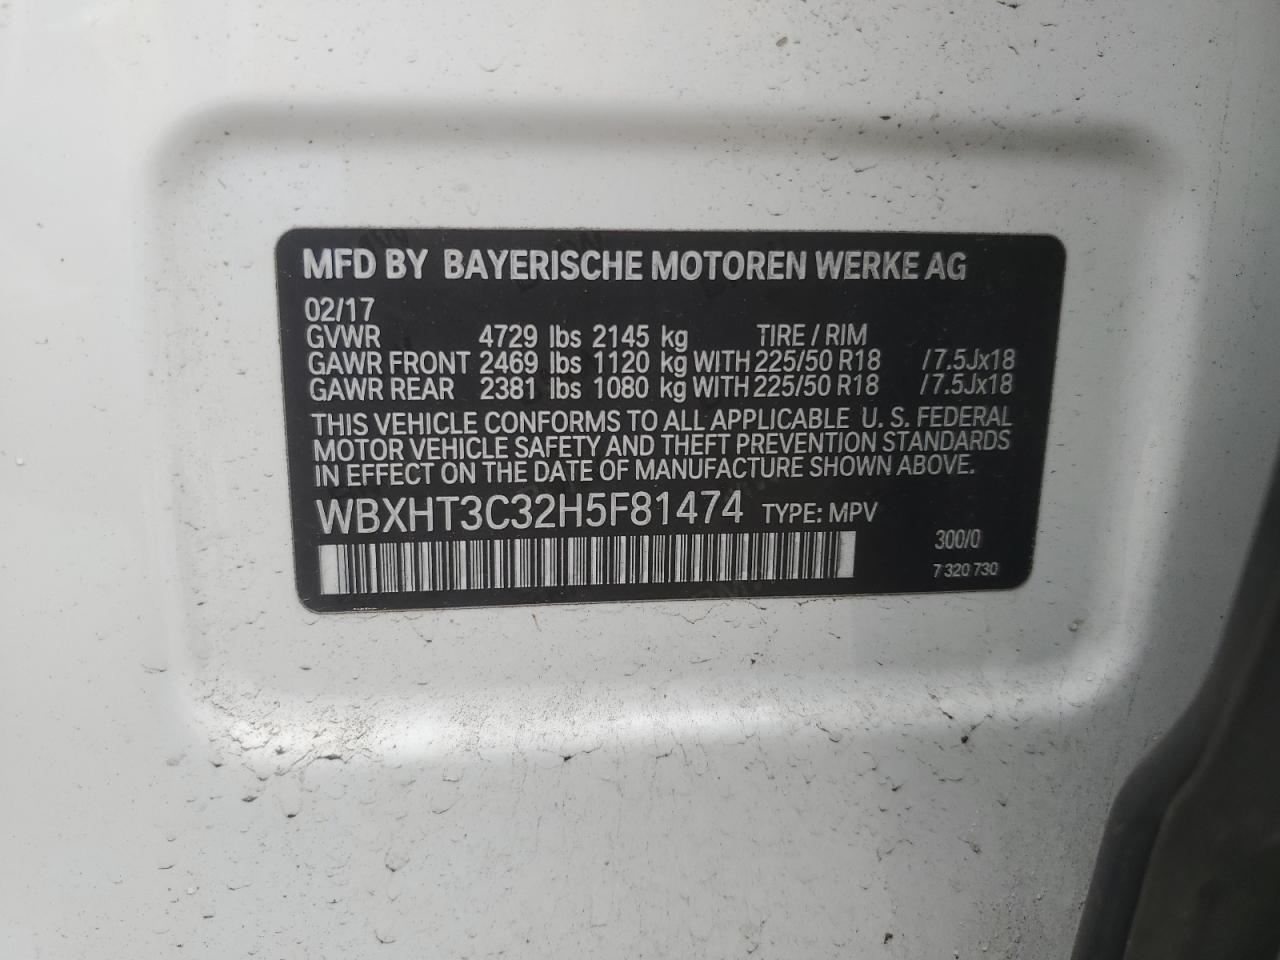 MFD BY BAYERISCHE MOTOREN WERKE AG
02/17
GVWR 4729 lbs 2145 kg TIRE / RIM
GAWR FRONT 2469 lbs 1120 kg WITH 225/50 R18 / 7.5Jx18
GAWR REAR 2381 lbs 1080 kg WITH 225/50 R18 / 7.5Jx18
THIS VEHICLE CONFORMS TO ALL APPLICABLE U. S. FEDERAL
MOTOR VEHICLE SAFETY AND THEFT PREVENTION STANDARDS
IN EFFECT ON THE DATE OF MANUFACTURE SHOWN ABOVE.
WBXHT3C32H5F81474 TYPE: MPV
300/0
7 320 730